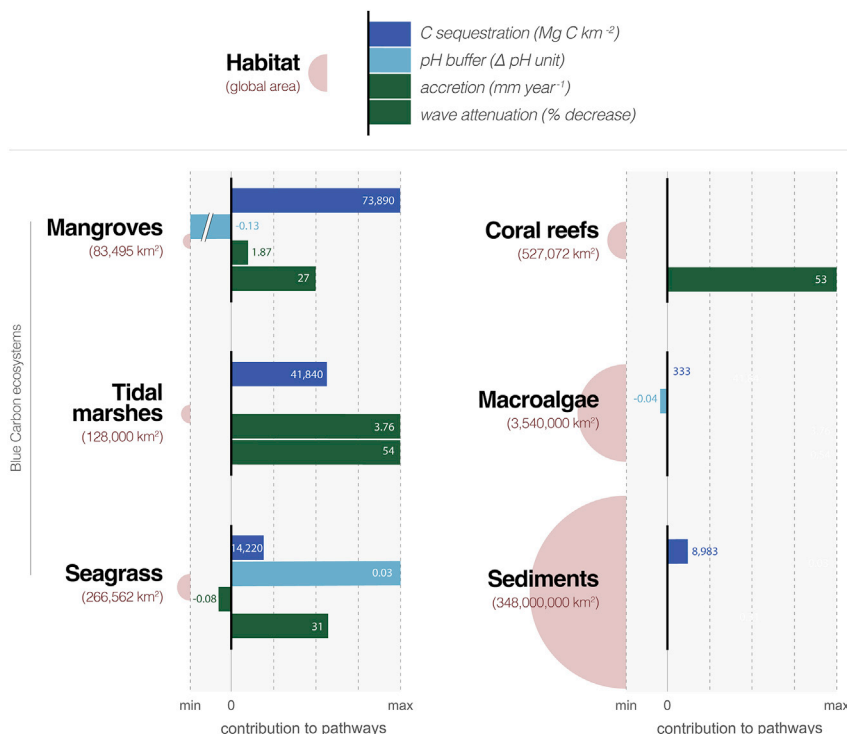 Habitat
(global area)
C sequestration (Mg C km⁻²)
pH buffer (Δ pH unit)
accretion (mm year⁻¹)
wave attenuation (% decrease)
Blue Carbon ecosystems
Mangroves
(83,495 km²)
73,890
-0.13
1.87
27
Tidal
marshes
(128,000 km²)
41,840
3.76
54
Seagrass
(266,562 km²)
14,220
0.03
-0.08
31
min 0 max
contribution to pathways
Coral reefs
(527,072 km²)
53
Macroalgae
(3,540,000 km²)
333
-0.04
Sediments
(348,000,000 km²)
8,983
min 0 max
contribution to pathways